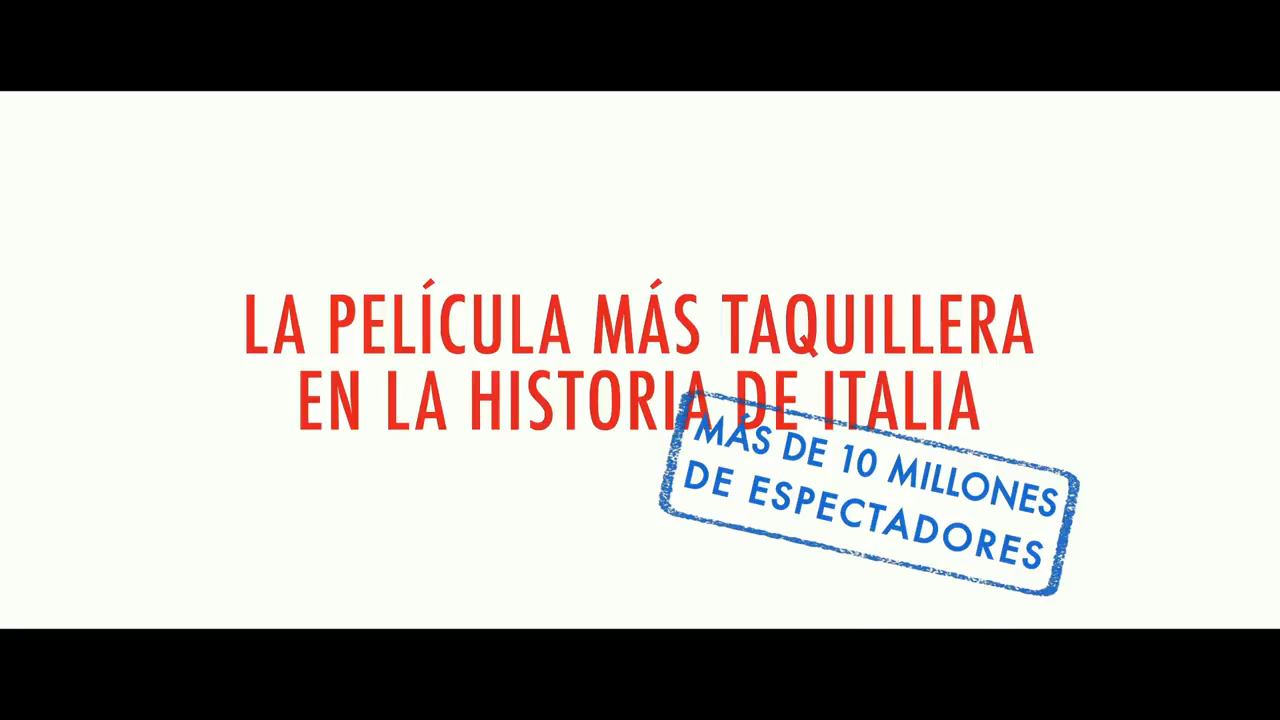 LA PELÍCULA MÁS TAQUILLERA
EN LA HISTORIA DE ITALIA
MÁS DE 10 MILLONES
DE ESPECTADORES